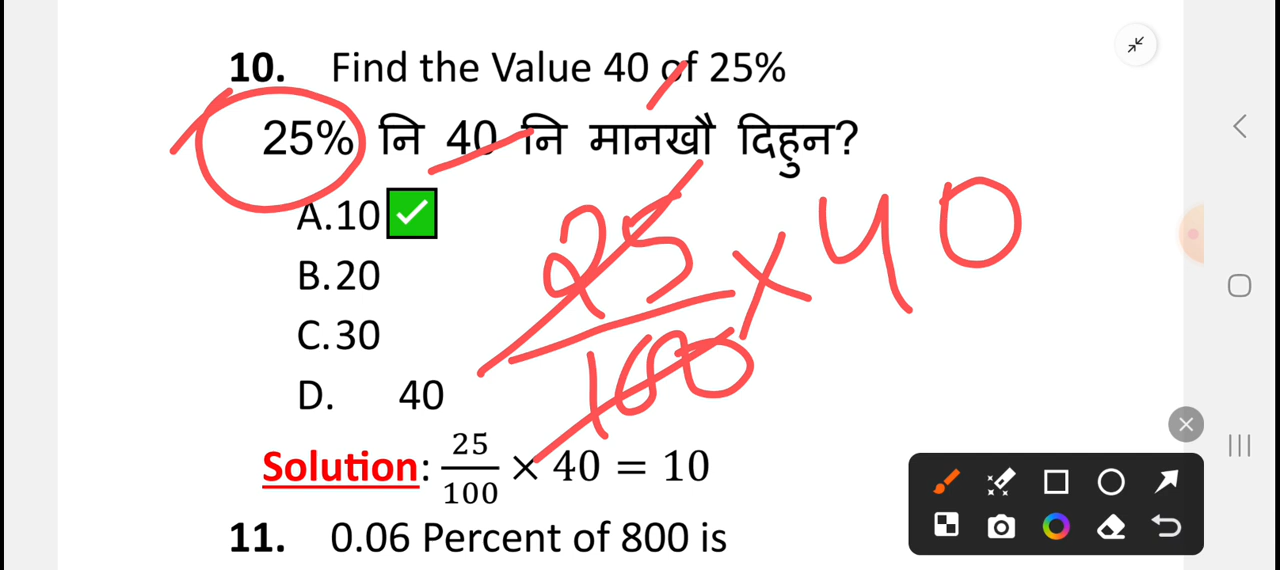 10. Find the Value 40 of 25%
25% नि 40 नि मानखौ दिहुन?
A.10 ✓
B.20
C.30
D. 40
25/100 × 40
Solution: 25/100 × 40 = 10
11. 0.06 Percent of 800 is